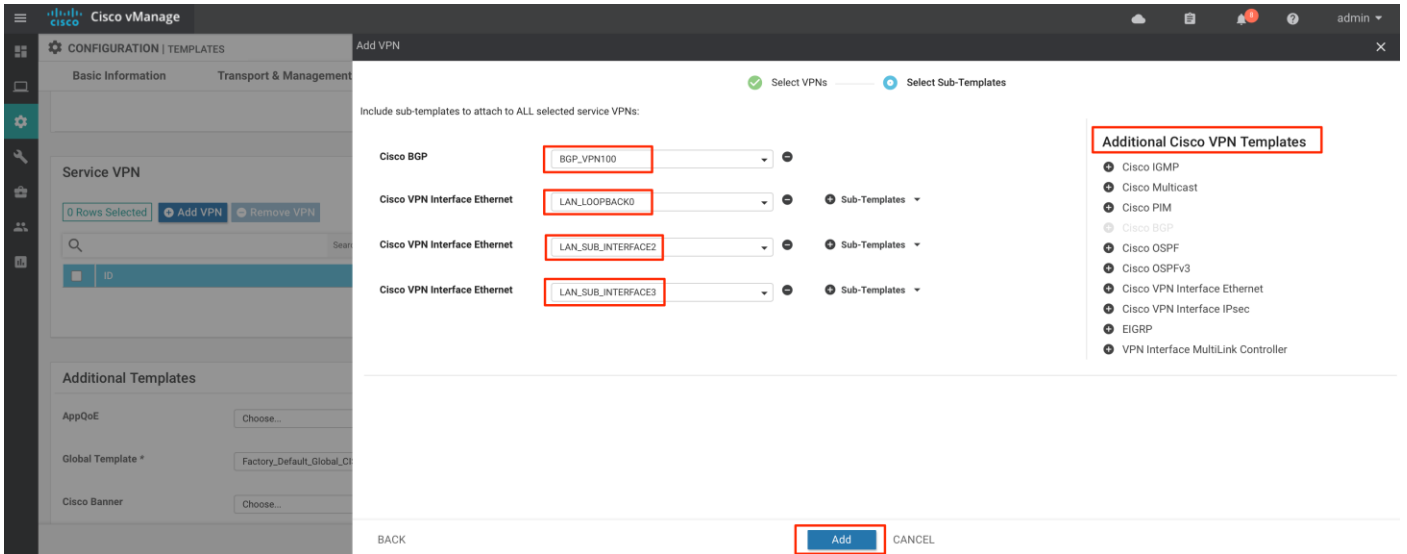 cisco Cisco vManage
8
admin
CONFIGURATION | TEMPLATES
Basic Information Transport & Management
Service VPN
0 Rows Selected Add VPN Remove VPN
Sear
ID
Additional Templates
AppQoE Choose...
Global Template * Factory_Default_Global_CI
Cisco Banner Choose...
Add VPN
Select VPNs Select Sub-Templates
Include sub-templates to attach to ALL selected service VPNs:
Cisco BGP BGP_VPN100
Cisco VPN Interface Ethernet LAN_LOOPBACK0 Sub-Templates
Cisco VPN Interface Ethernet LAN_SUB_INTERFACE2 Sub-Templates
Cisco VPN Interface Ethernet LAN_SUB_INTERFACE3 Sub-Templates
Additional Cisco VPN Templates
Cisco IGMP
Cisco Multicast
Cisco PIM
Cisco BGP
Cisco OSPF
Cisco OSPFv3
Cisco VPN Interface Ethernet
Cisco VPN Interface IPsec
EIGRP
VPN Interface MultiLink Controller
BACK Add CANCEL